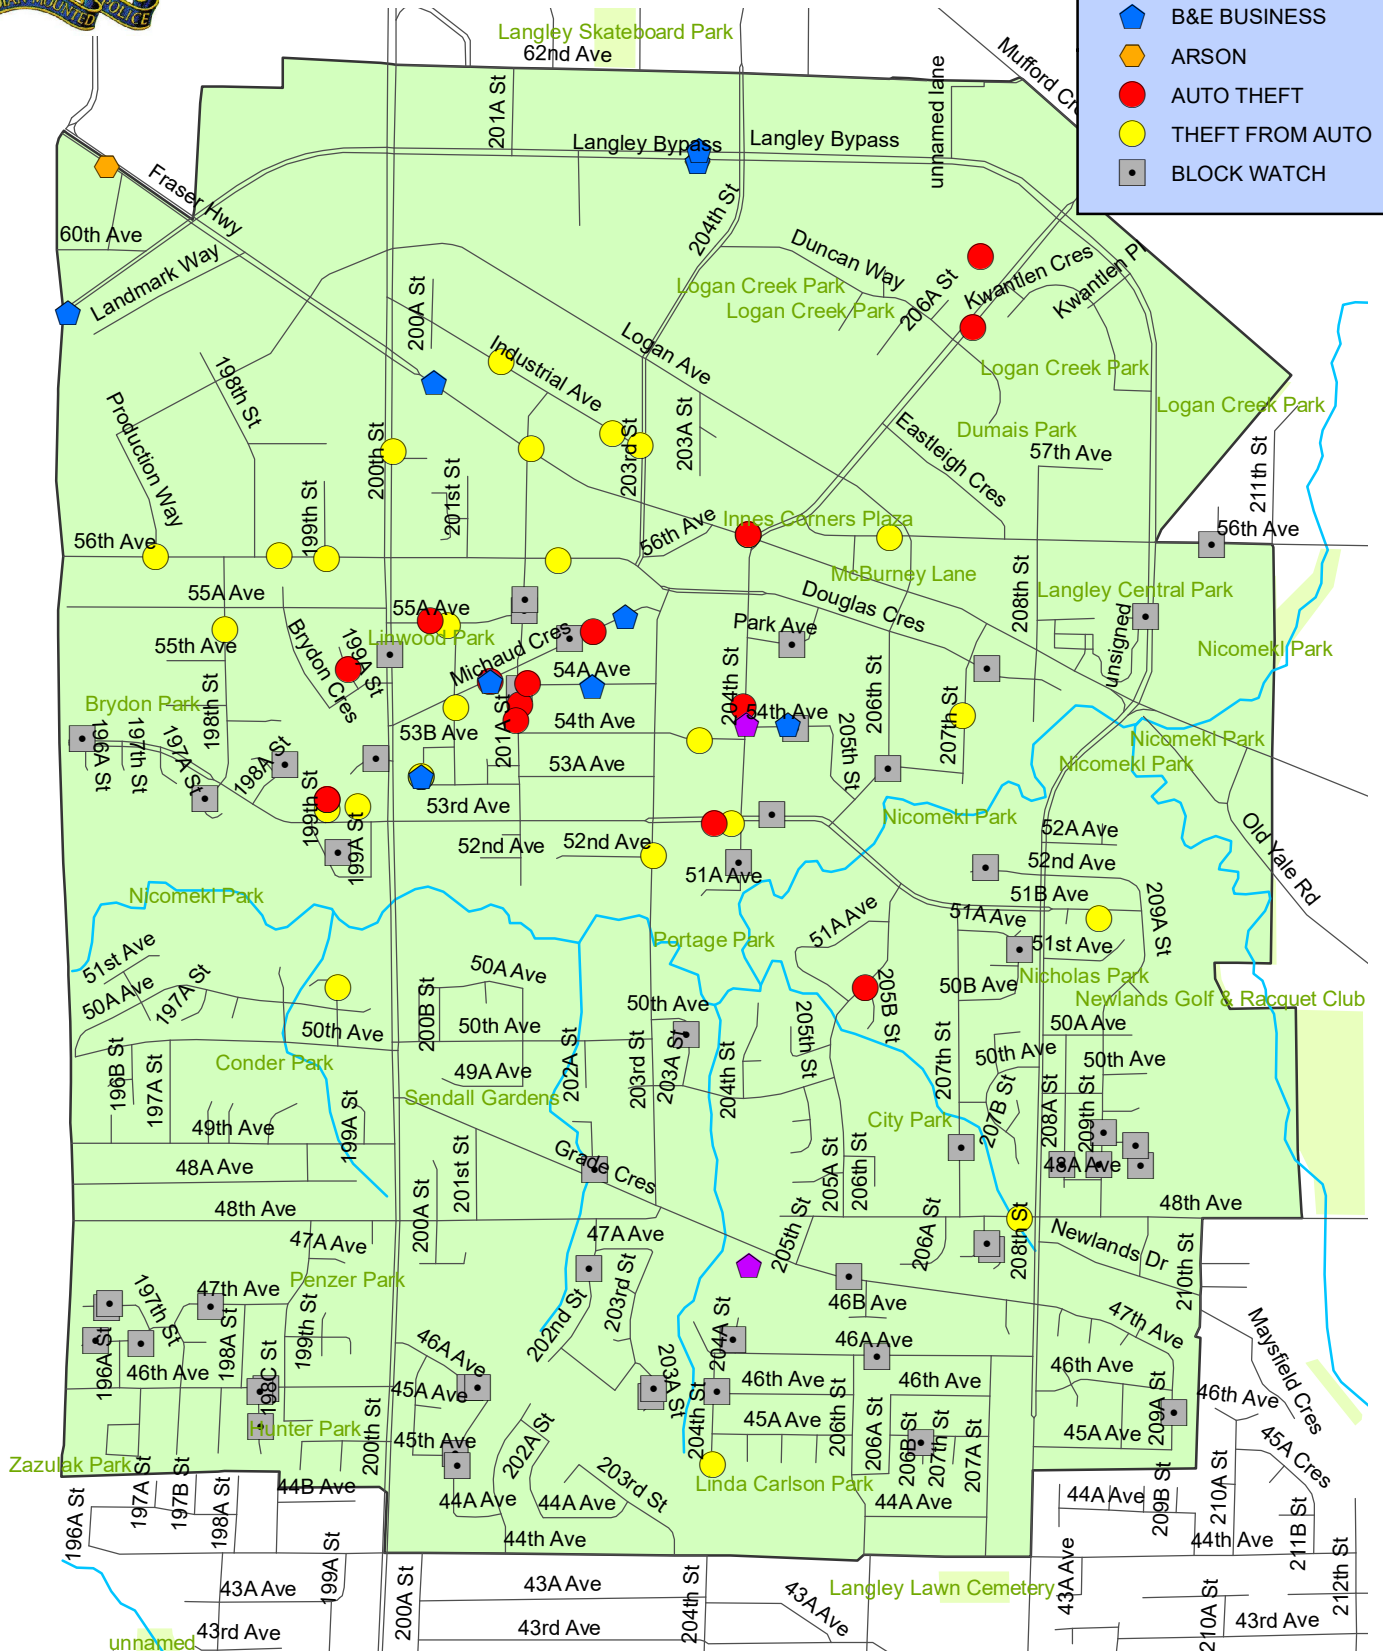 DIAN MOUNTED
POLICE
B&E BUSINESS
ARSON
AUTO THEFT
THEFT FROM AUTO
BLOCK WATCH
Langley Skateboard Park
62nd Ave
unnamed lane
201A St
Langley Bypass
Langley Bypass
Fraser Hwy
60th Ave
Landmark Way
204th St
Duncan Way
Logan Creek Park
Logan Creek Park
206A St
Kwantlen Cres
200A St
Logan Ave
Industrial Ave
198th St
Logan Creek Park
Logan Creek Park
Production Way
200th St
203rd St
203A St
Eastleigh Cres
Dumais Park
57th Ave
211th St
201st St
199th St
56th Ave
56th Ave
Innes Corners Plaza
56th Ave
55A Ave
55A Ave
McBurney Lane
Douglas Cres
208th St
Langley Central Park
Brydon Cres
199A St
Linwood Park
Michaud Cres
Park Ave
unsigned
Nicomekl Park
55th Ave
54A Ave
204th St
Brydon Park
198th St
53B Ave
201A St
54th Ave
54th Ave
206th St
207th St
205th St
Nicomekl Park
Nicomekl Park
196A St
197th St
197A St
198A St
53A Ave
199th St
199A St
53rd Ave
Nicomekl Park
52nd Ave
52nd Ave
51A Ave
52A Ave
52nd Ave
Old Yale Rd
51B Ave
Nicomekl Park
51A Ave
51A Ave
209A St
51st Ave
51st Ave
Portage Park
50A Ave
197A St
50A Ave
Nicholas Park
50B Ave
Newlands Golf & Racquet Club
205B St
200B St
50th Ave
50th Ave
50th Ave
205th St
50A Ave
202A St
203rd St
203A St
204th St
207th St
50th Ave
50th Ave
196B St
197A St
Conder Park
49A Ave
Sendall Gardens
207B St
208A St
209th St
49th Ave
199A St
City Park
201st St
Grade Cres
205A St
206th St
48A Ave
48A Ave
48th Ave
200A St
48th Ave
47A Ave
47A Ave
205th St
206A St
208th St
Newlands Dr
210th St
Penzer Park
47th Ave
197th St
198A St
199th St
202nd St
203rd St
46B Ave
47th Ave
46A Ave
204A St
46A Ave
Maysfield Cres
196A St
46th Ave
198C St
45A Ave
203A St
204th St
46th Ave
46th Ave
46th Ave
46th Ave
Hunter Park
200th St
45th Ave
202A St
45A Ave
206th St
206A St
206B St
207th St
207A St
45A Ave
209A St
45A Cres
Zazulak Park
203rd St
Linda Carlson Park
196A St
197A St
197B St
198A St
44B Ave
44A Ave
44A Ave
44A Ave
44A Ave
209B St
210A St
211B St
44th Ave
44th Ave
199A St
43A Ave
200A St
43A Ave
204th St
43A Ave
Langley Lawn Cemetery
43A Ave
210A St
212th St
unnamed
43rd Ave
43rd Ave
43rd Ave